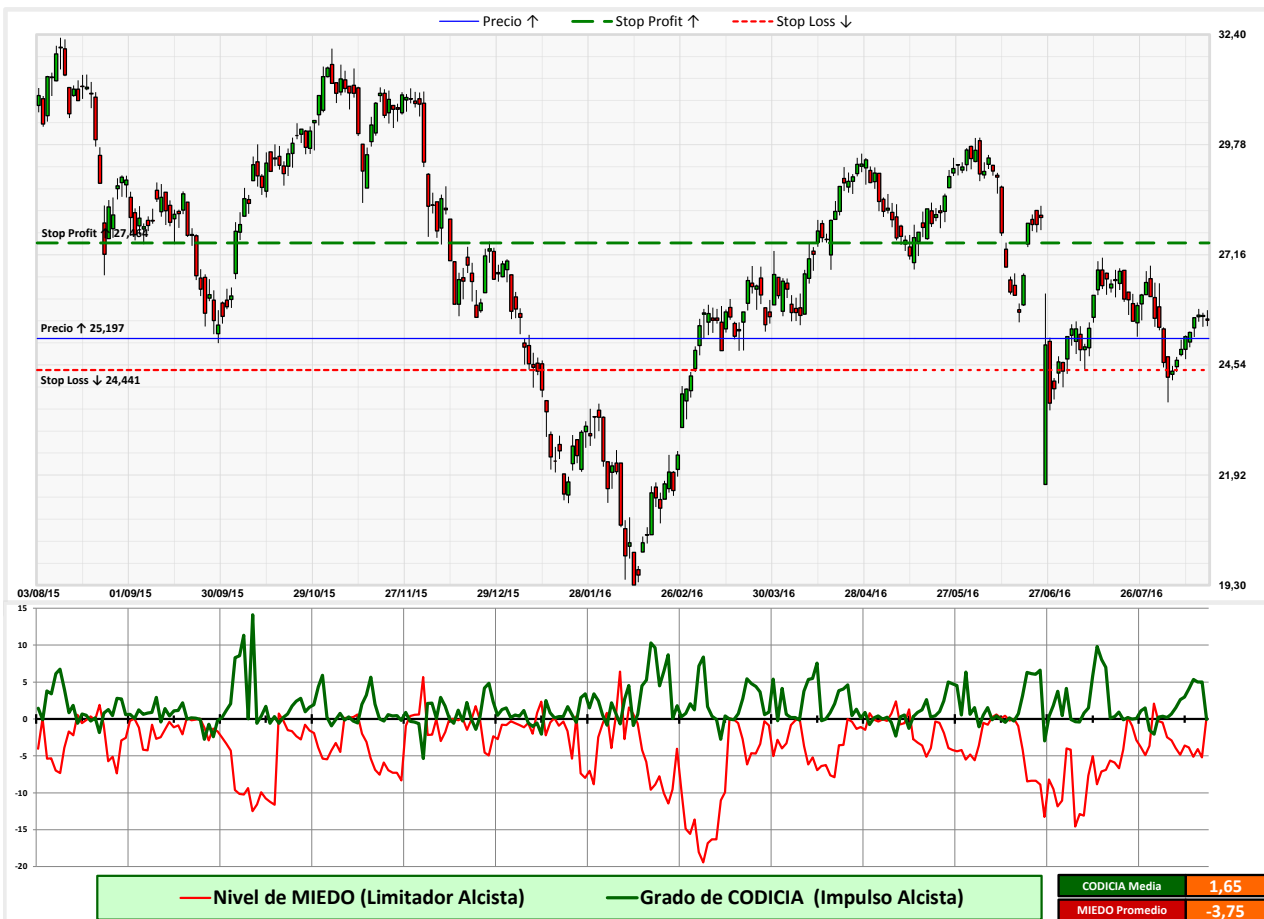 Precio ↑ Stop Profit ↑ Stop Loss ↓
32,40
29,78
Stop Profit ↑ 27,464
27,16
Precio ↑ 25,197
24,54
Stop Loss ↓ 24,441
21,92
19,30
03/08/15 01/09/15 30/09/15 29/10/15 27/11/15 29/12/15 28/01/16 26/02/16 30/03/16 28/04/16 27/05/16 27/06/16 26/07/16
15
10
5
0
-5
-10
-15
-20
Nivel de MIEDO (Limitador Alcista) Grado de CODICIA (Impulso Alcista)
CODICIA Media 1,65
MIEDO Promedio -3,75